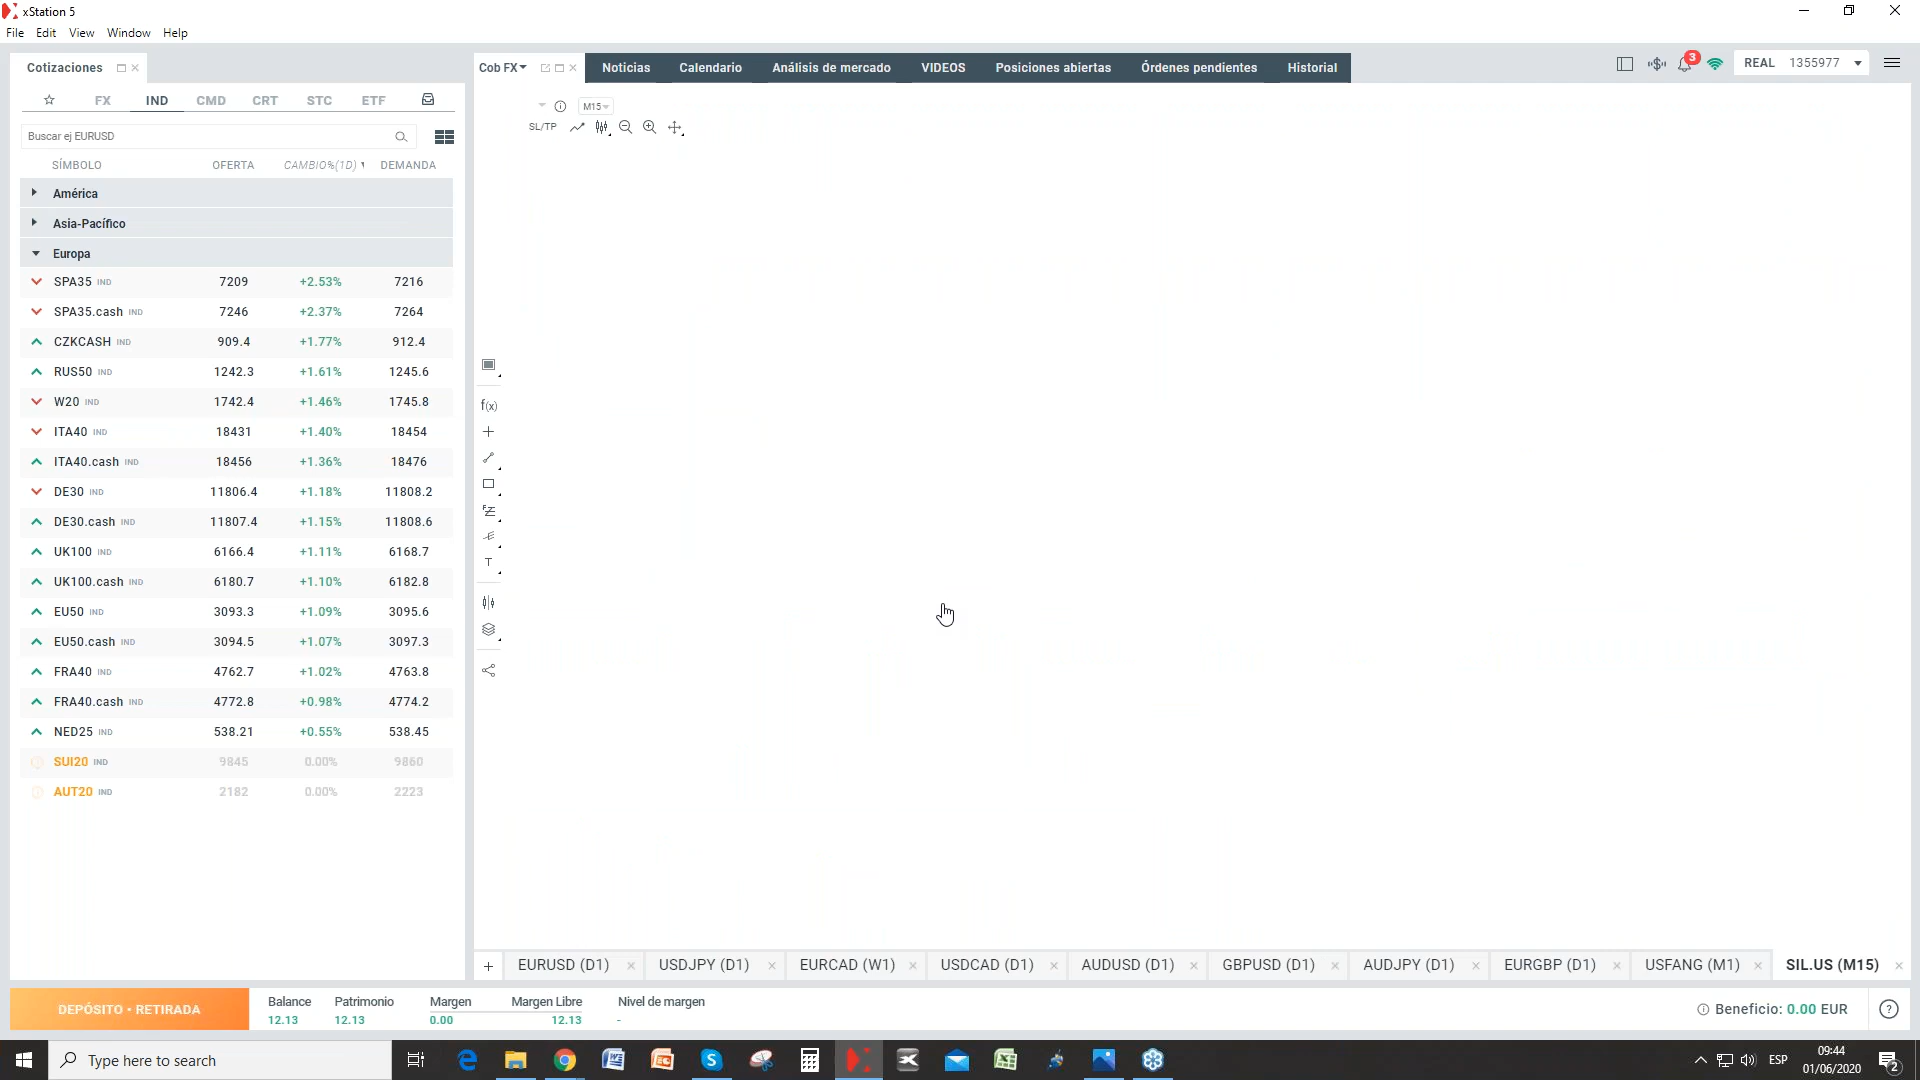 xStation 5
File Edit View Window Help
Cotizaciones
Cob FX Noticias Calendario Análisis de mercado VIDEOS Posiciones abiertas Órdenes pendientes Historial
3 REAL 1355977
FX IND CMD CRT STC ETF
M15
SL/TP
Buscar ej EURUSD
SÍMBOLO OFERTA CAMBIO%(1D) DEMANDA
América
Asia-Pacífico
Europa
SPA35 IND 7209 +2.53% 7216
SPA35.cash IND 7246 +2.37% 7264
CZKCASH IND 909.4 +1.77% 912.4
RUS50 IND 1242.3 +1.61% 1245.6
W20 IND 1742.4 +1.46% 1745.8
ITA40 IND 18431 +1.40% 18454
ITA40.cash IND 18456 +1.36% 18476
DE30 IND 11806.4 +1.18% 11808.2
DE30.cash IND 11807.4 +1.15% 11808.6
UK100 IND 6166.4 +1.11% 6168.7
UK100.cash IND 6180.7 +1.10% 6182.8
EU50 IND 3093.3 +1.09% 3095.6
EU50.cash IND 3094.5 +1.07% 3097.3
FRA40 IND 4762.7 +1.02% 4763.8
FRA40.cash IND 4772.8 +0.98% 4774.2
NED25 IND 538.21 +0.55% 538.45
SUI20 IND 9845 0.00% 9860
AUT20 IND 2182 0.00% 2223
f(x)
T
EURUSD (D1) USDJPY (D1) EURCAD (W1) USDCAD (D1) AUDUSD (D1) GBPUSD (D1) AUDJPY (D1) EURGBP (D1) USFANG (M1) SIL.US (M15)
DEPÓSITO • RETIRADA
Balance Patrimonio Margen Margen Libre Nivel de margen
12.13 12.13 0.00 12.13 -
Beneficio: 0.00 EUR
Type here to search
ESP
09:44
01/06/2020
2